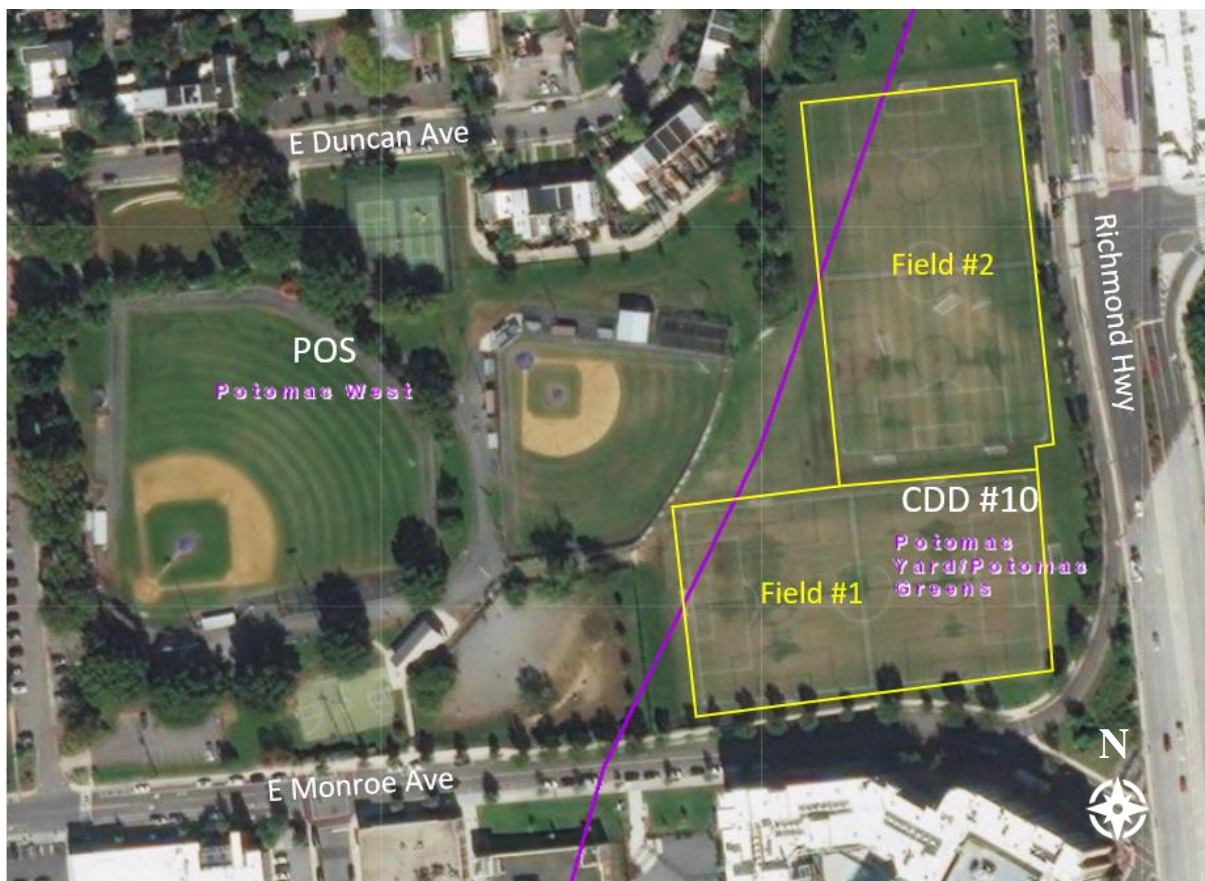 E Duncan Ave
Field #2
Richmond Hwy
POS
Potomac West
CDD #10
Potomac
Yard/Potomac
Greens
Field #1
E Monroe Ave
N